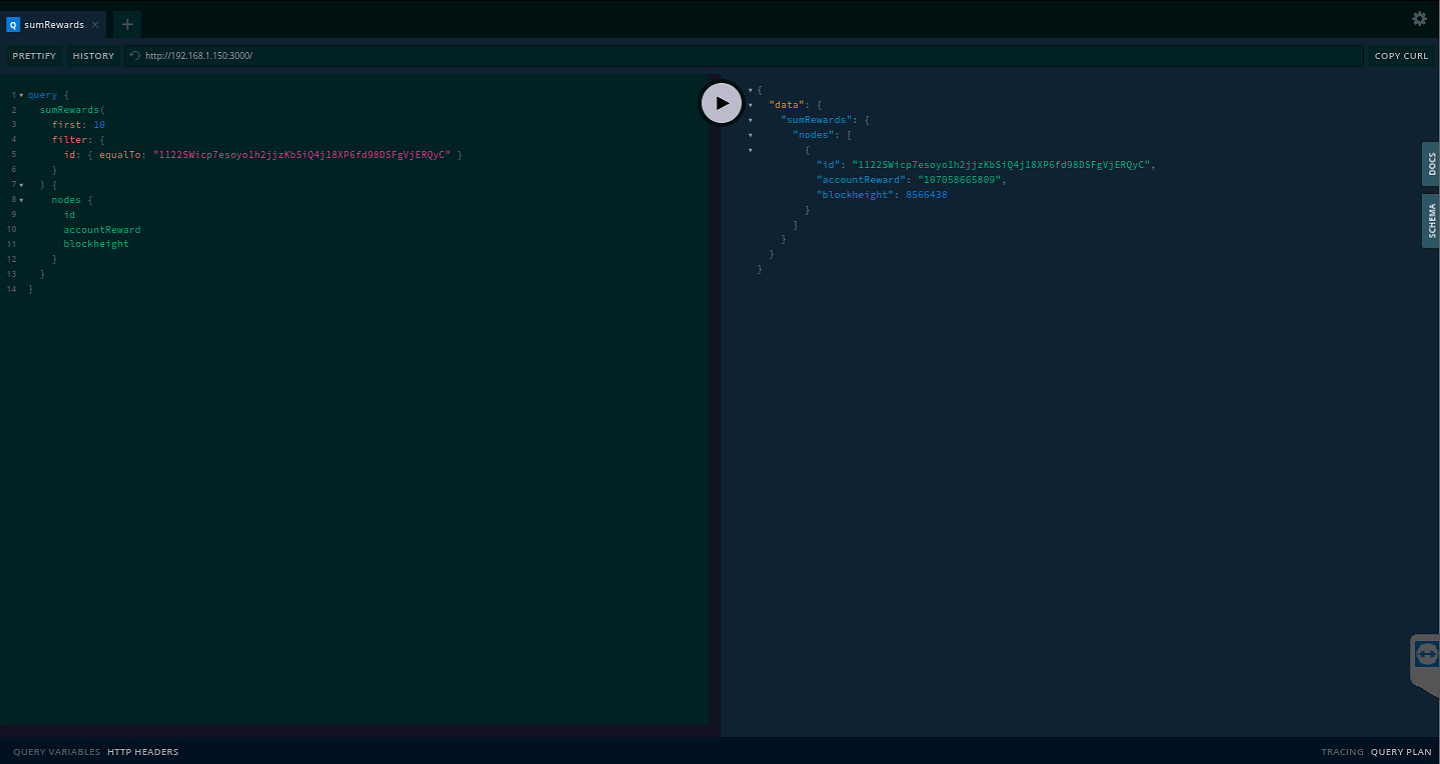 Q sumRewards × +
PRETTIFY HISTORY http://192.168.1.150:3000/ COPY CURL
1 query {
2 sumRewards(
3 first: 10
4 filter: {
5 id: { equalTo: "1122SWicp7esoyo1h2jjzKbSiQ4j18XP6fd98DSFgVjERQyC" }
6 }
7 ) {
8 nodes {
9 id
10 accountReward
11 blockheight
12 }
13 }
14 }
{
"data": {
"sumRewards": {
"nodes": [
{
"id": "1122SWicp7esoyo1h2jjzKbSiQ4j18XP6fd98DSFgVjERQyC",
"accountReward": "107058665809",
"blockheight": 8566438
}
]
}
}
}
DOCS
SCHEMA
QUERY VARIABLES HTTP HEADERS
TRACING QUERY PLAN